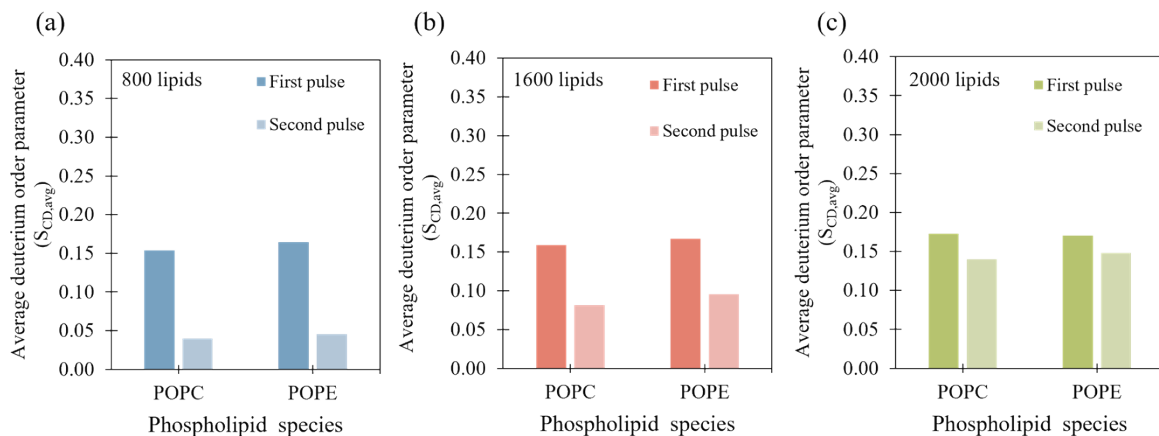 (a)
Average deuterium order parameter
(S_CD,avg)
0.40
0.35
0.30
0.25
0.20
0.15
0.10
0.05
0.00
800 lipids
First pulse
Second pulse
POPC POPE
Phospholipid species
(b)
Average deuterium order parameter
(S_CD,avg)
0.40
0.35
0.30
0.25
0.20
0.15
0.10
0.05
0.00
1600 lipids
First pulse
Second pulse
POPC POPE
Phospholipid species
(c)
Average deuterium order parameter
(S_CD,avg)
0.40
0.35
0.30
0.25
0.20
0.15
0.10
0.05
0.00
2000 lipids
First pulse
Second pulse
POPC POPE
Phospholipid species